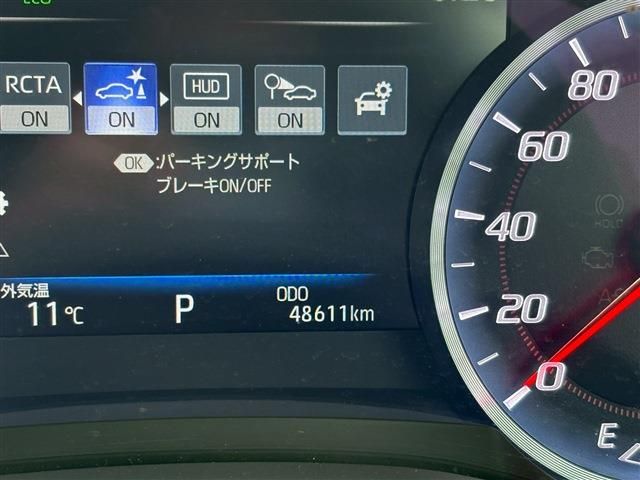 RCTA
HUD
ON
ON
ON
ON
OK:パーキングサポート
ブレーキON/OFF
外気温
11℃
P
ODO
48611km
80
60
40
20
0
HOLD
E